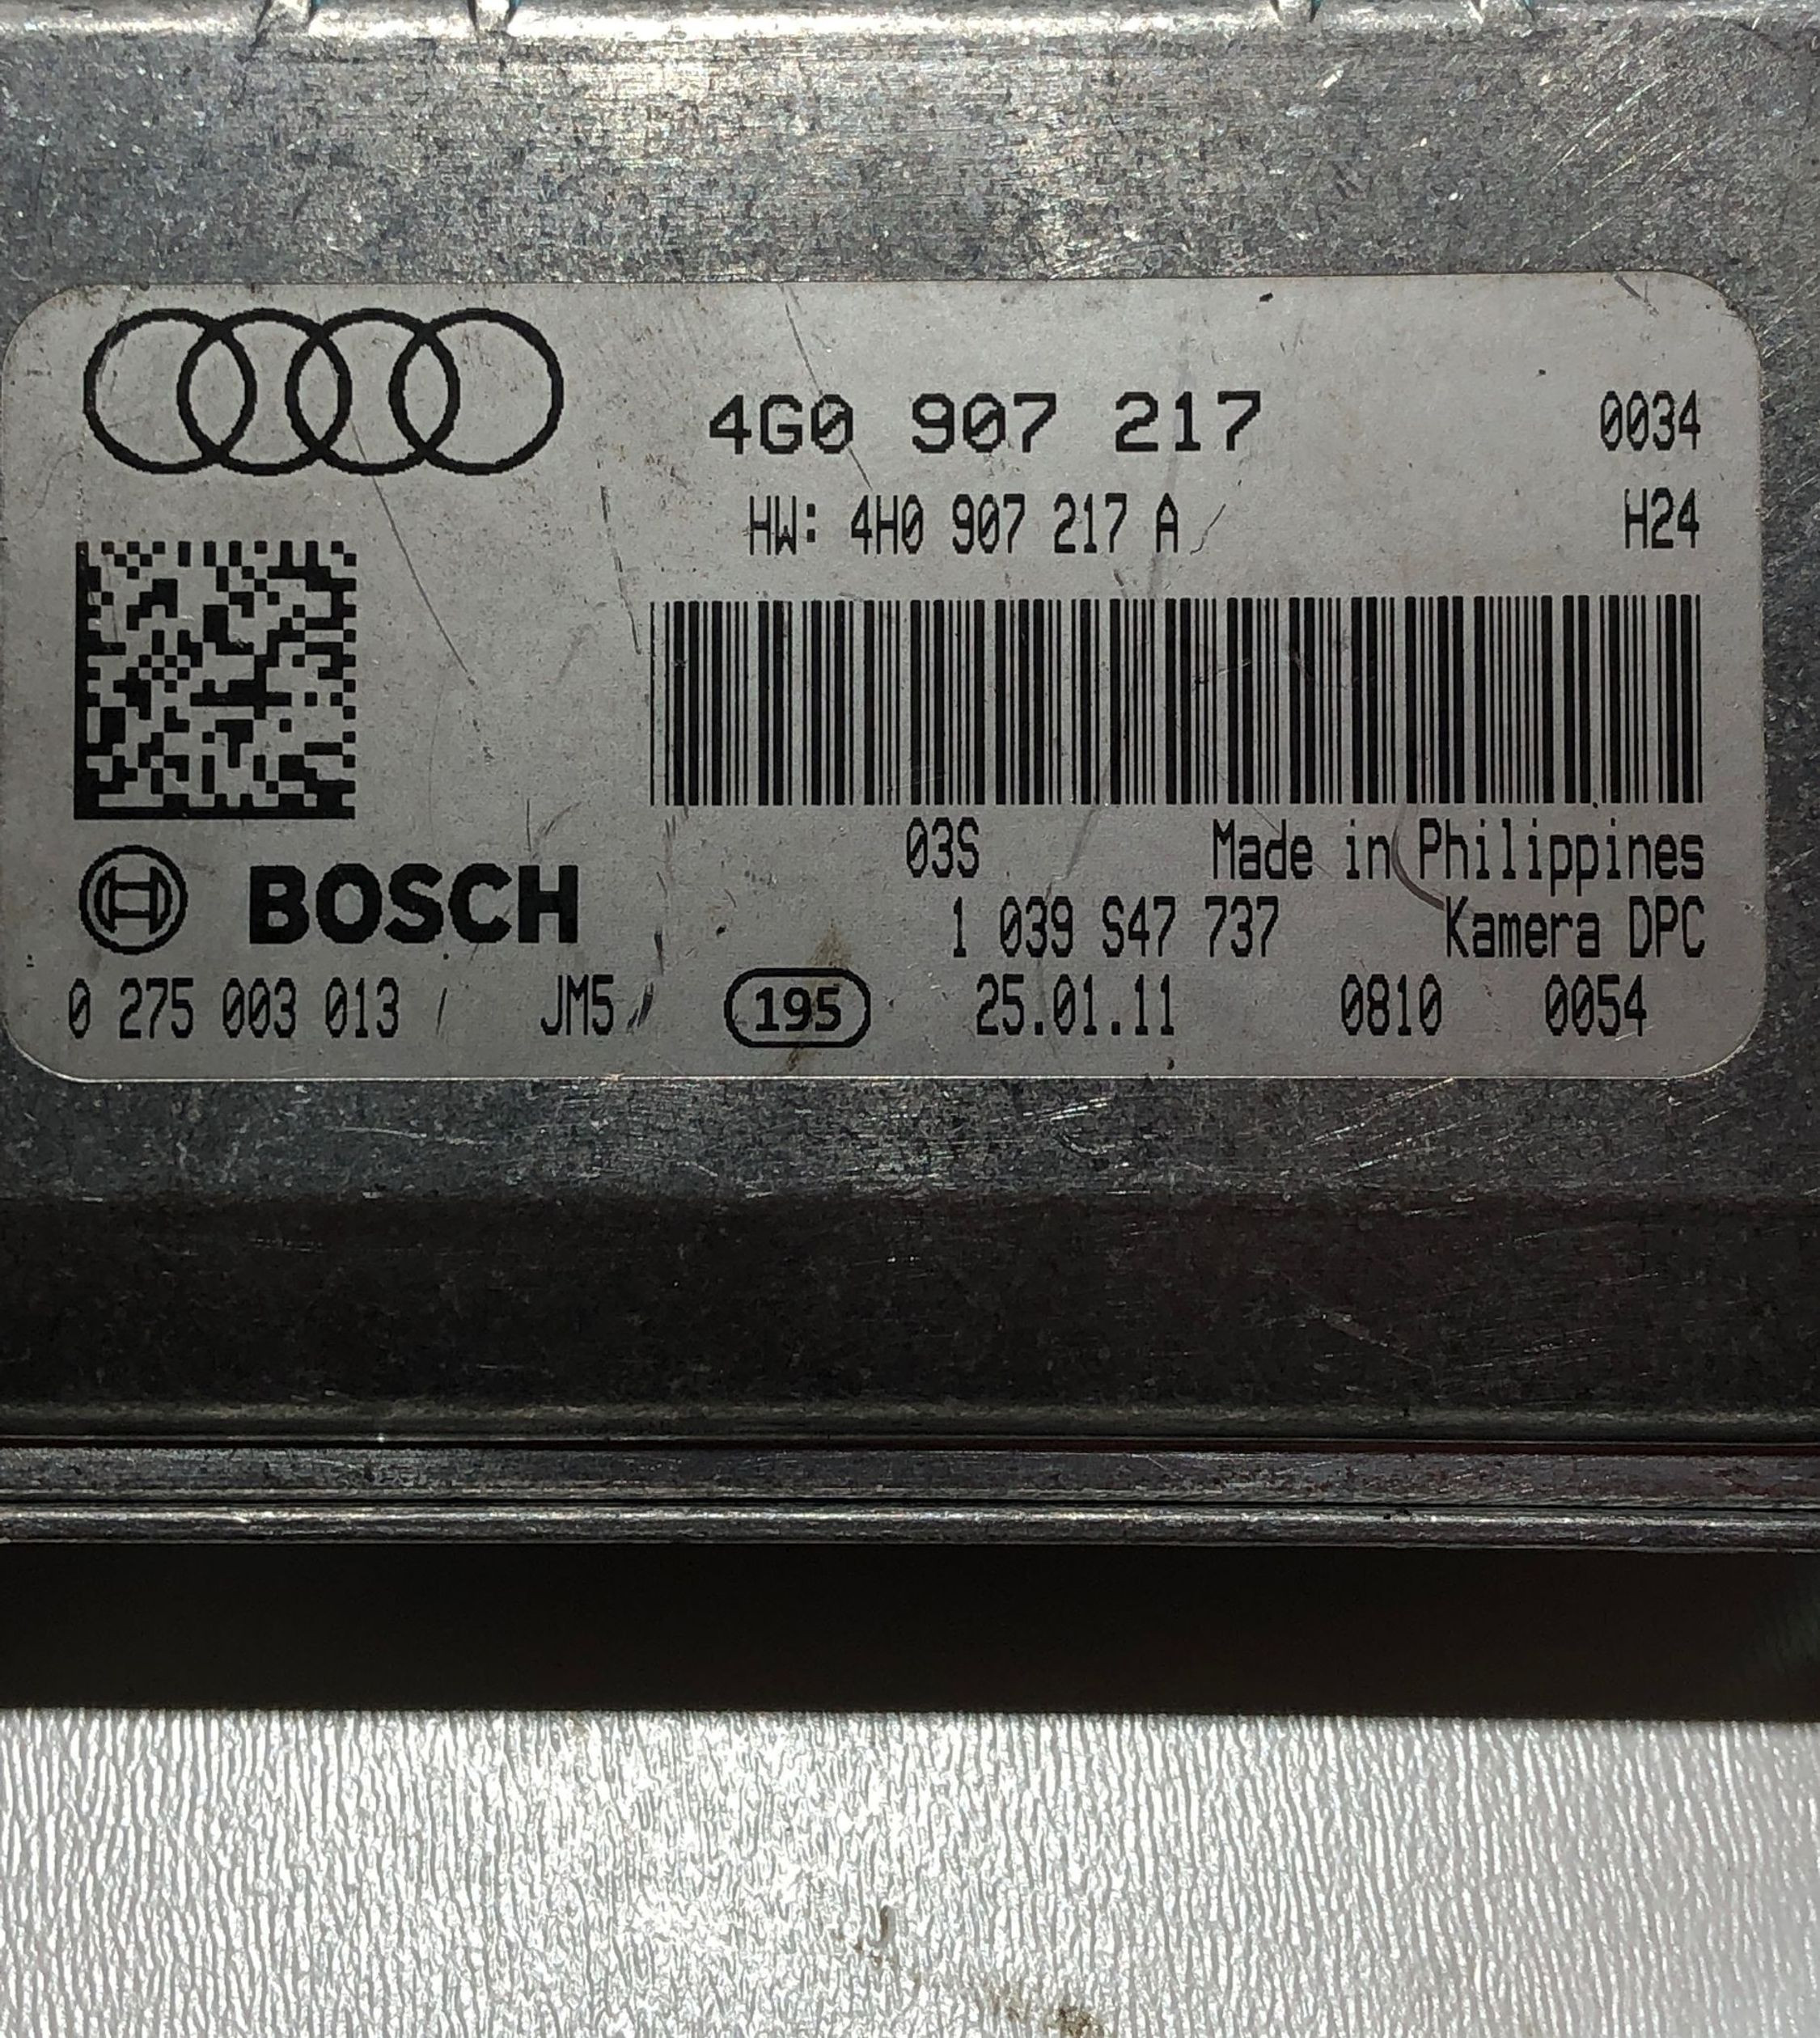 4G0 907 217 0034
HW: 4H0 907 217 A H24
03S Made in Philippines
BOSCH 1 039 S47 737 Kamera DPC
0 275 003 013 JM5 195 25.01.11 0810 0054